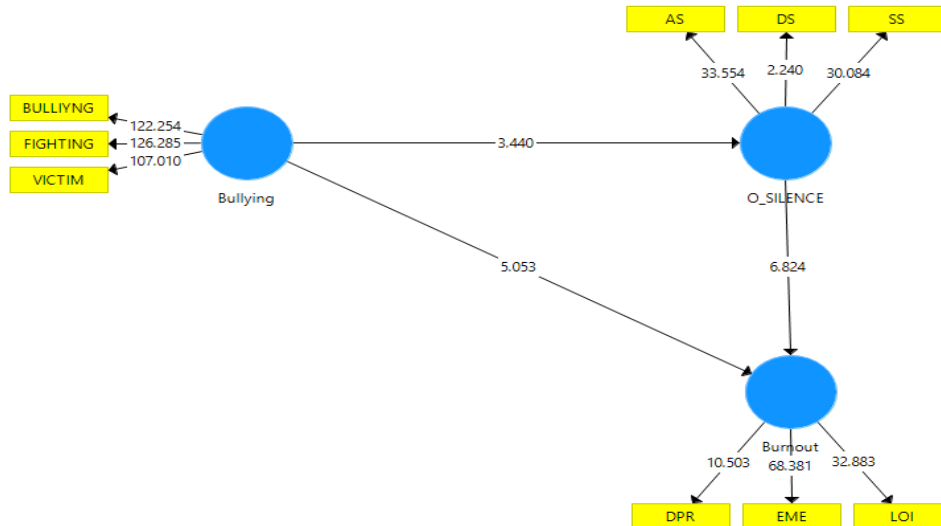 AS
DS
SS
33.554
2.240
30.084
BULLIYNG
122.254
FIGHTING
126.285
VICTIM
107.010
3.440
Bullying
O_SILENCE
5.053
6.824
Burnout
10.503
68.381
32.883
DPR
EME
LOI